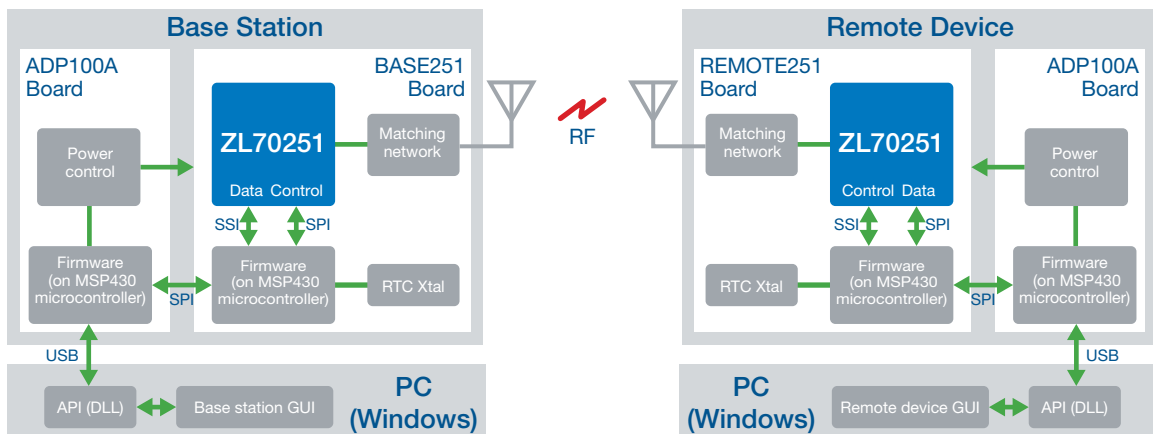 Base Station
ADP100A
Board
BASE251
Board
ZL70251
Data Control
Matching
network
Power
control
SSI
SPI
Firmware
(on MSP430
microcontroller)
SPI
Firmware
(on MSP430
microcontroller)
RTC Xtal
USB
API (DLL)
Base station GUI
PC
(Windows)
RF
Remote Device
REMOTE251
Board
ADP100A
Board
Matching
network
ZL70251
Control Data
Power
control
SSI
SPI
RTC Xtal
Firmware
(on MSP430
microcontroller)
SPI
Firmware
(on MSP430
microcontroller)
USB
PC
(Windows)
Remote device GUI
API (DLL)